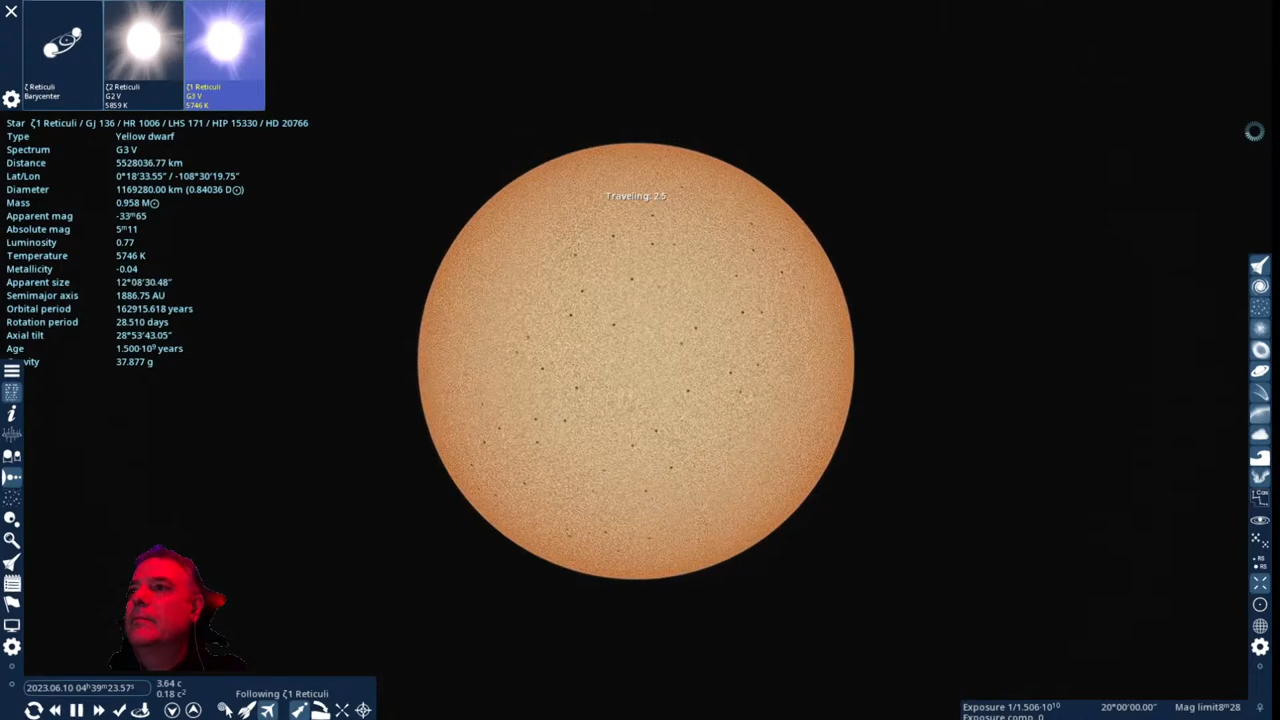 ζ Reticuli
Barycenter
ζ2 Reticuli
G2 V
5859 K
ζ1 Reticuli
G3 V
5746 K
Star ζ1 Reticuli / GJ 136 / HR 1006 / LHS 171 / HIP 15330 / HD 20766
Type Yellow dwarf
Spectrum G3 V
Distance 5528036.77 km
Lat/Lon 0°18'33.55" / -108°30'19.75"
Diameter 1169280.00 km (0.84036 D☉)
Mass 0.958 M☉
Apparent mag -33ᵐ65
Absolute mag 5ᵐ11
Luminosity 0.77
Temperature 5746 K
Metallicity -0.04
Apparent size 12°08'30.48"
Semimajor axis 1886.75 AU
Orbital period 162915.618 years
Rotation period 28.510 days
Axial tilt 28°53'43.05"
Age 1.500·10⁹ years
vity 37.877 g
Traveling: 2.5
RS
RS
2023.06.10 04ʰ39ᵐ23.57ˢ
3.64 c
0.18 c²
Following ζ1 Reticuli
Exposure 1/1.506·10¹⁰ 20°00'00.00" Mag limit 8ᵐ28
Exposure comp. 0